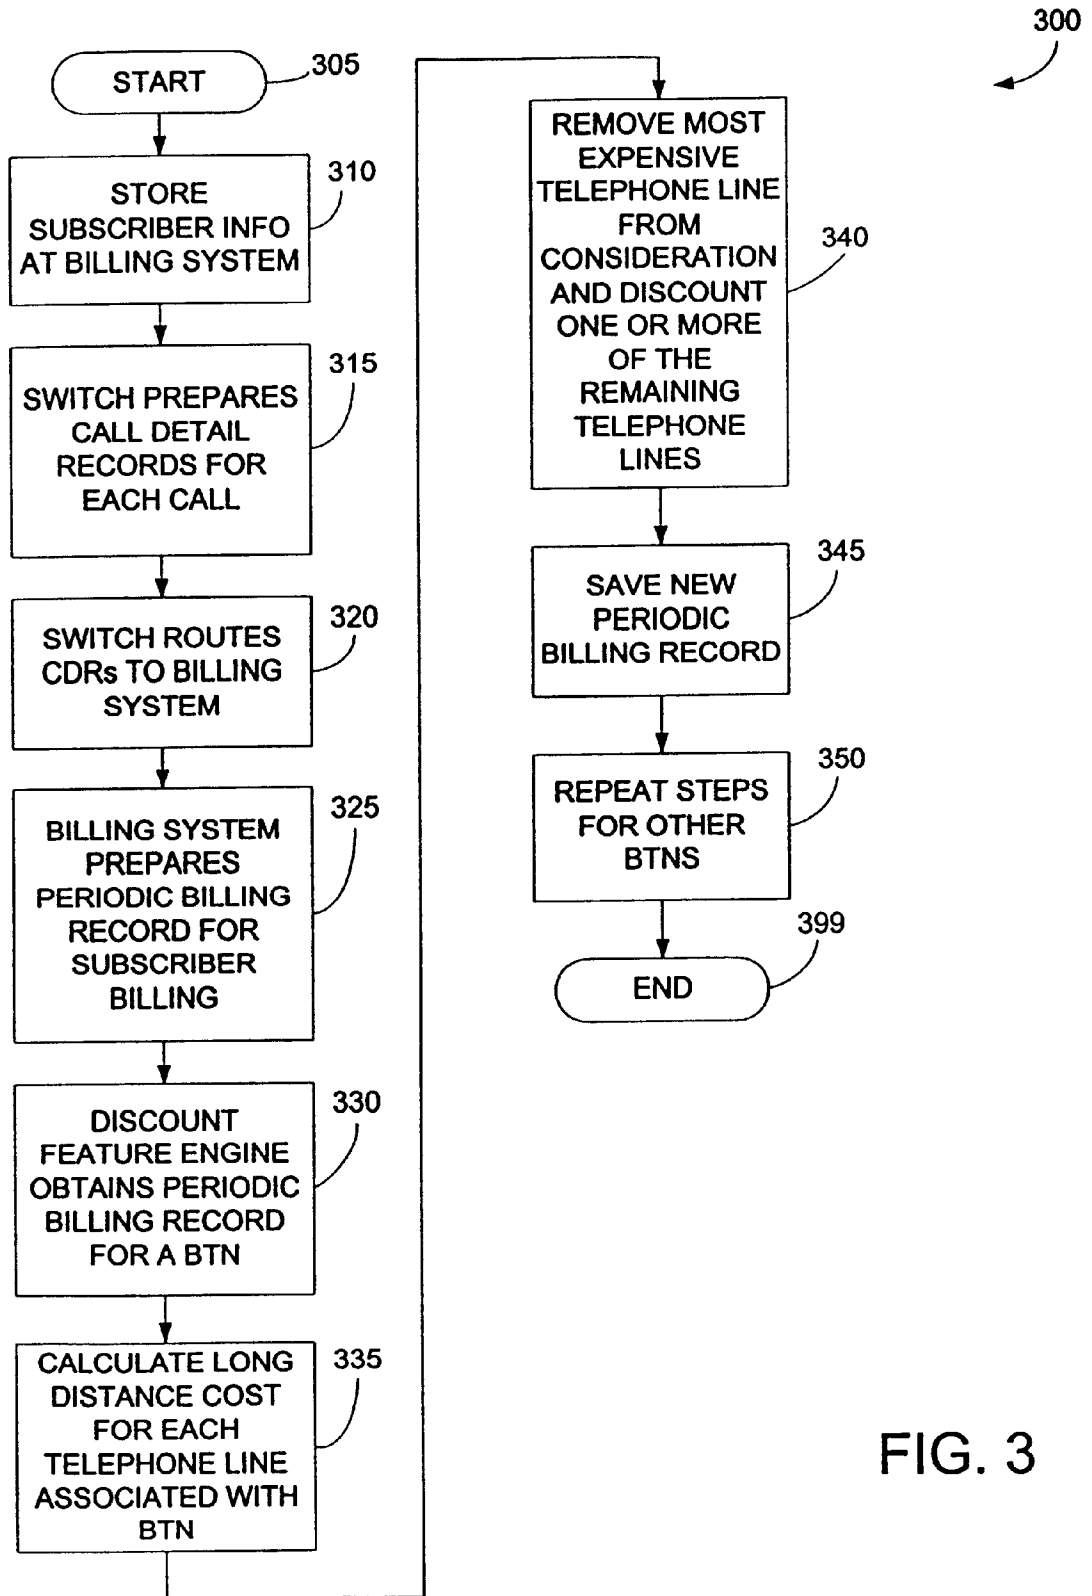 300
START
305
STORE
SUBSCRIBER INFO
AT BILLING SYSTEM
310
SWITCH PREPARES
CALL DETAIL
RECORDS FOR
EACH CALL
315
SWITCH ROUTES
CDRs TO BILLING
SYSTEM
320
BILLING SYSTEM
PREPARES
PERIODIC BILLING
RECORD FOR
SUBSCRIBER
BILLING
325
DISCOUNT
FEATURE ENGINE
OBTAINS PERIODIC
BILLING RECORD
FOR A BTN
330
CALCULATE LONG
DISTANCE COST
FOR EACH
TELEPHONE LINE
ASSOCIATED WITH
BTN
335
REMOVE MOST
EXPENSIVE
TELEPHONE LINE
FROM
CONSIDERATION
AND DISCOUNT
ONE OR MORE
OF THE
REMAINING
TELEPHONE
LINES
340
SAVE NEW
PERIODIC
BILLING RECORD
345
REPEAT STEPS
FOR OTHER
BTNS
350
END
399
FIG. 3